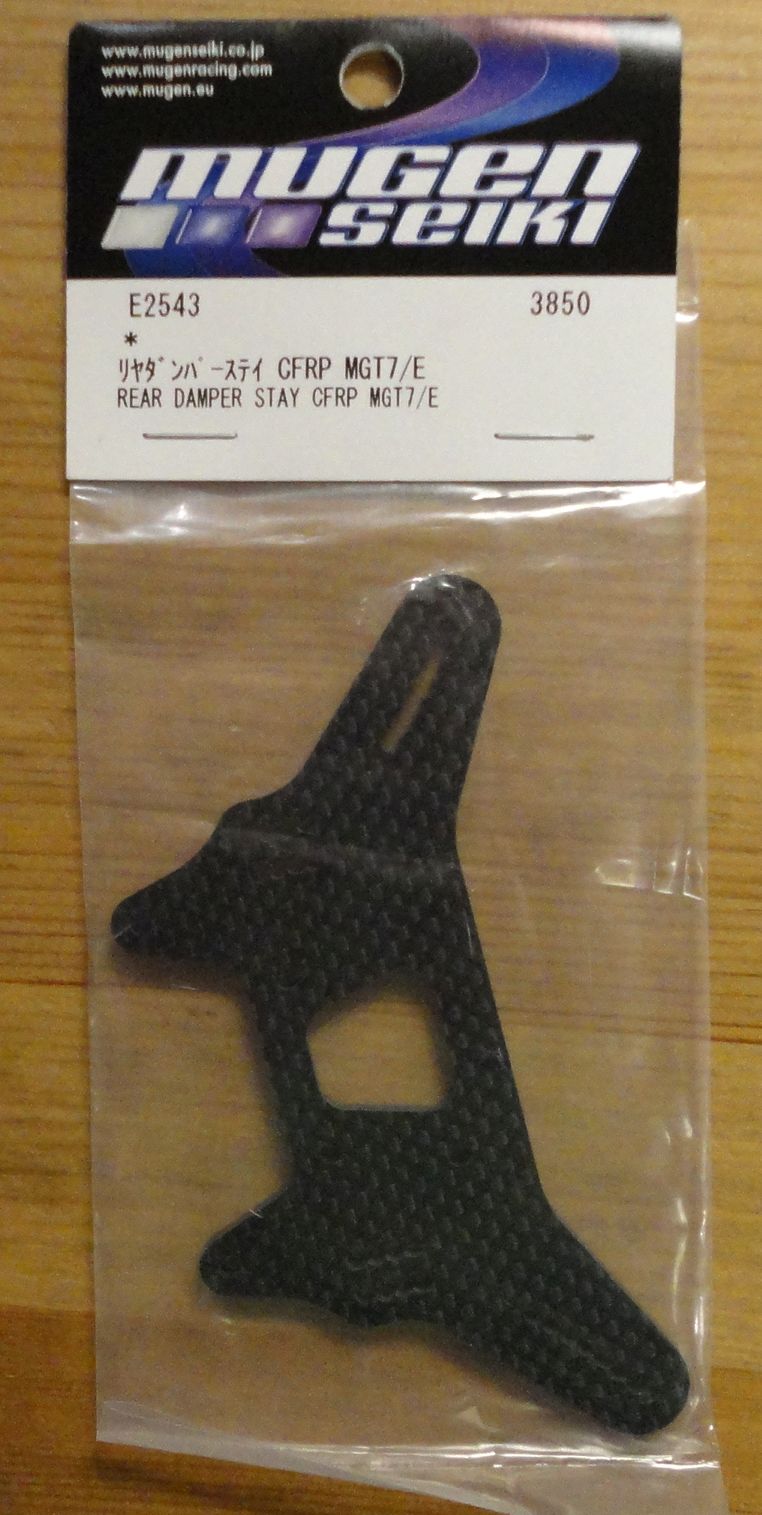 www.mugenseiki.co.jp
www.mugenracing.com
www.mugen.eu
mugen
seiki
E2543 3850
*
ﾘﾔﾀﾞﾝﾊﾟｰｽﾃｲ CFRP MGT7/E
REAR DAMPER STAY CFRP MGT7/E